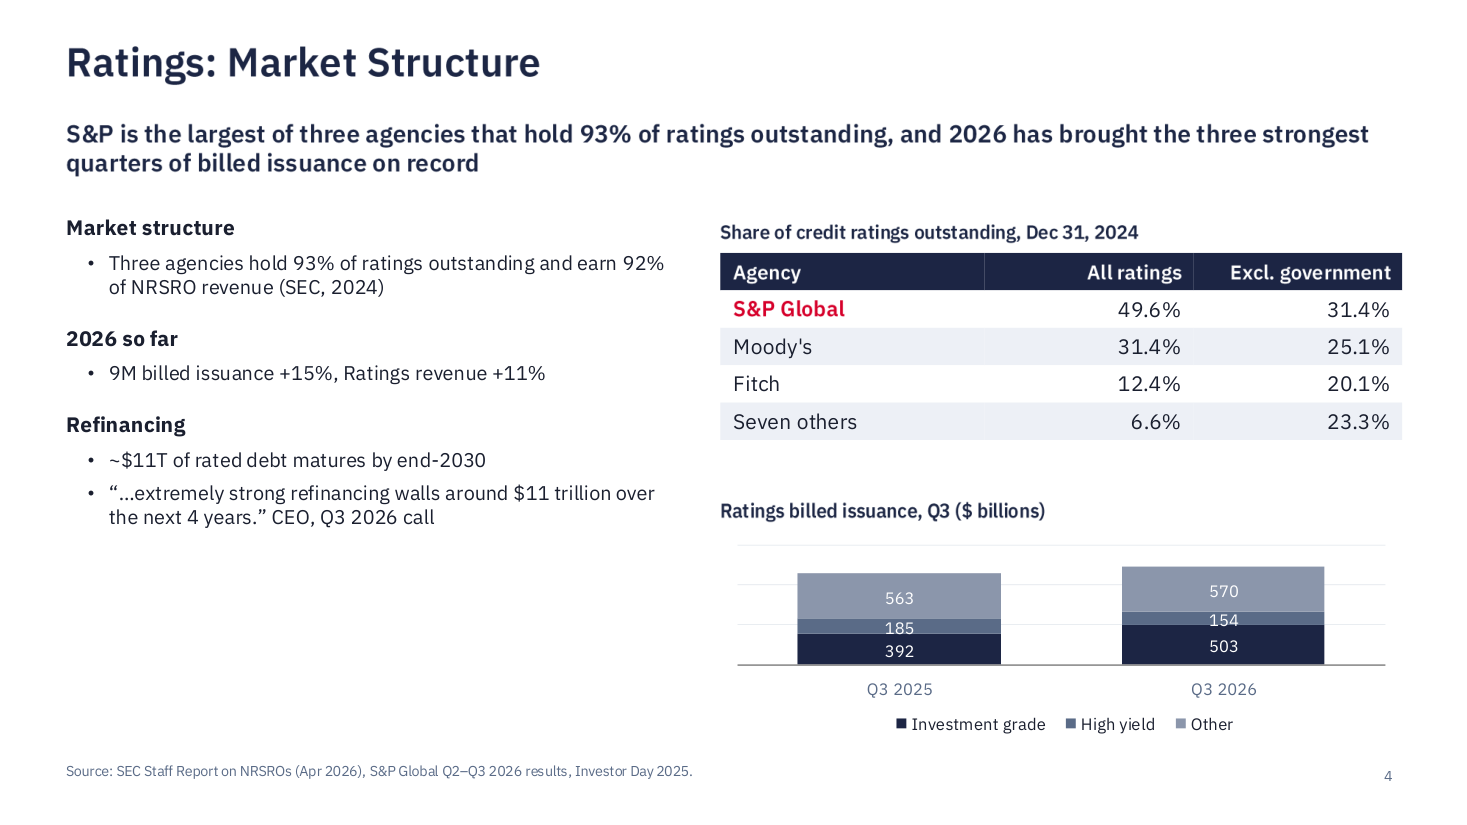 Ratings: Market Structure
S&P is the largest of three agencies that hold 93% of ratings outstanding, and 2026 has brought the three strongest
quarters of billed issuance on record
Market structure
• Three agencies hold 93% of ratings outstanding and earn 92%
of NRSRO revenue (SEC, 2024)
2026 so far
• 9M billed issuance +15%, Ratings revenue +11%
Refinancing
• ~$11T of rated debt matures by end-2030
• “...extremely strong refinancing walls around $11 trillion over
the next 4 years.” CEO, Q3 2026 call
Share of credit ratings outstanding, Dec 31, 2024
Agency All ratings Excl. government
S&P Global 49.6% 31.4%
Moody's 31.4% 25.1%
Fitch 12.4% 20.1%
Seven others 6.6% 23.3%
Ratings billed issuance, Q3 ($ billions)
563 570
185 154
392 503
Q3 2025 Q3 2026
Investment grade High yield Other
Source: SEC Staff Report on NRSROs (Apr 2026), S&P Global Q2–Q3 2026 results, Investor Day 2025.
4